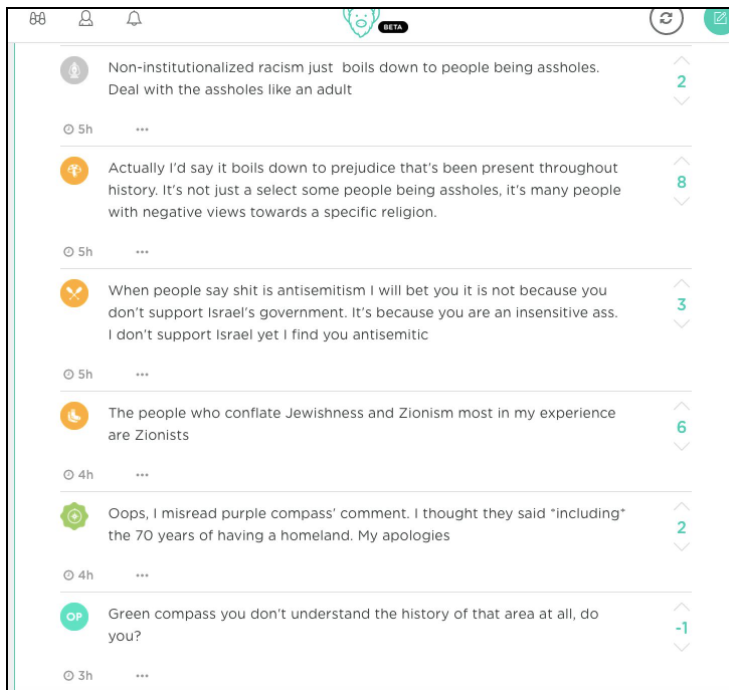 BETA
Non-institutionalized racism just boils down to people being assholes.
Deal with the assholes like an adult
2
5h
Actually I'd say it boils down to prejudice that's been present throughout
history. It's not just a select some people being assholes, it's many people
with negative views towards a specific religion.
8
5h
When people say shit is antisemitism I will bet you it is not because you
don't support Israel's government. It's because you are an insensitive ass.
I don't support Israel yet I find you antisemitic
3
5h
The people who conflate Jewishness and Zionism most in my experience
are Zionists
6
4h
Oops, I misread purple compass' comment. I thought they said *including*
the 70 years of having a homeland. My apologies
2
4h
OP
Green compass you don't understand the history of that area at all, do
you?
-1
3h